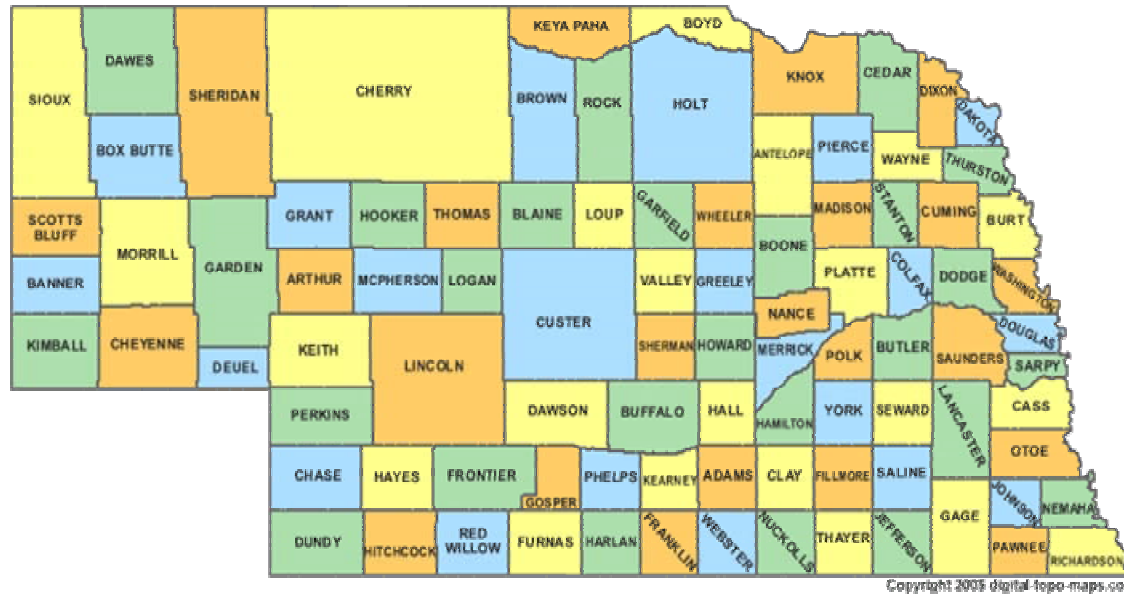 KEYA PAHA
BOYD
DAWES
SIOUX
SHERIDAN
CHERRY
BROWN
ROCK
HOLT
KNOX
CEDAR
DIXON
DAKOTA
BOX BUTTE
ANTELOPE
PIERCE
WAYNE
THURSTON
SCOTTS
BLUFF
MORRILL
GARDEN
GRANT
HOOKER
THOMAS
BLAINE
LOUP
GARFIELD
WHEELER
BOONE
MADISON
STANTON
CUMING
BURT
BANNER
ARTHUR
MCPHERSON
LOGAN
CUSTER
VALLEY
GREELEY
PLATTE
COLFAX
DODGE
WASHINGTON
KIMBALL
CHEYENNE
DEUEL
KEITH
LINCOLN
SHERMAN
HOWARD
NANCE
MERRICK
POLK
BUTLER
SAUNDERS
DOUGLAS
SARPY
PERKINS
DAWSON
BUFFALO
HALL
HAMILTON
YORK
SEWARD
LANCASTER
CASS
OTOE
CHASE
HAYES
FRONTIER
GOSPER
PHELPS
KEARNEY
ADAMS
CLAY
FILLMORE
SALINE
GAGE
JOHNSON
NEMAHA
DUNDY
HITCHCOCK
RED
WILLOW
FURNAS
HARLAN
FRANKLIN
WEBSTER
NUCKOLLS
THAYER
JEFFERSON
PAWNEE
RICHARDSON
Copyright 2005 digital-topo-maps.co